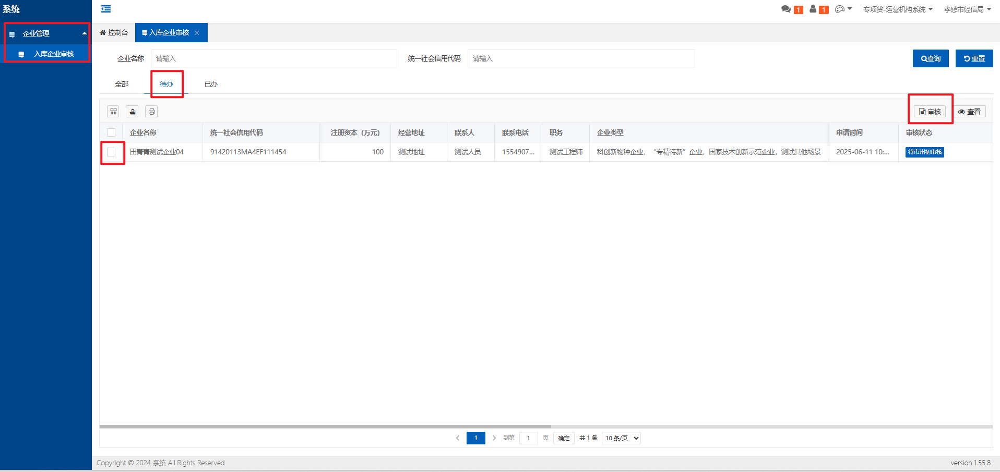 系统
1
1
专项贷-运营机构系统
孝感市经信局
企业管理
入库企业审核
控制台
入库企业审核
企业名称
请输入
统一社会信用代码
请输入
查询
重置
全部
待办
已办
审核
查看
企业名称
统一社会信用代码
注册资本（万元）
经营地址
联系人
联系电话
职务
企业类型
申请时间
审核状态
田青青测试企业04
91420113MA4EF111454
100
测试地址
测试人员
1554907...
测试工程师
科创新物种企业，“专精特新”企业，国家技术创新示范企业，测试其他场景
2025-06-11 10:...
待市州初审核
1
到第
1
页
确定
共 1 条
10 条/页
Copyright © 2024 系统 All Rights Reserved
version 1.55.8